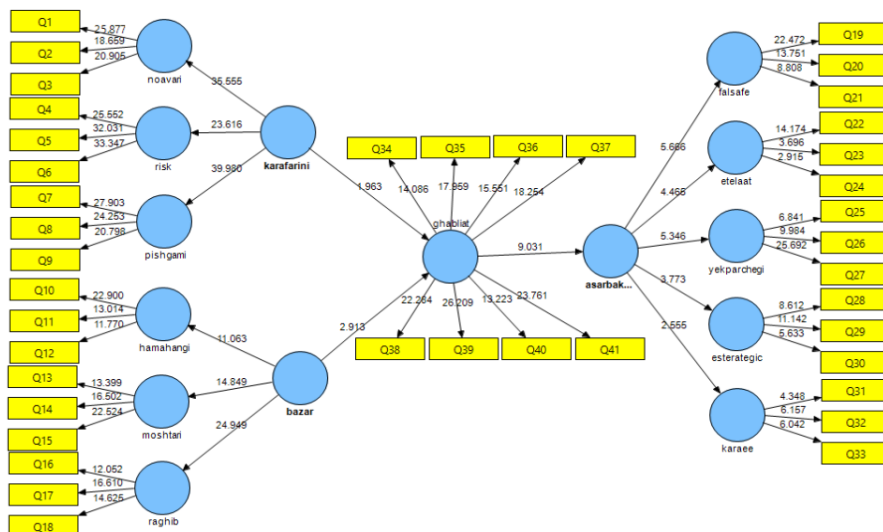 Q1
25.877
Q2
18.659
Q3
20.905
noavari
Q4
25.552
Q5
32.031
Q6
33.347
risk
Q7
27.903
Q8
24.253
Q9
20.798
pishgami
35.555
23.616
39.980
karafarini
1.963
Q10
22.900
Q11
13.014
Q12
11.770
hamahangi
Q13
13.399
Q14
16.502
Q15
22.524
moshtari
Q16
12.052
Q17
16.610
Q18
14.625
raghib
11.063
14.849
24.949
bazar
2.913
Q34
Q35
Q36
Q37
14.086
17.959
15.551
18.254
ghabliat
22.284
26.209
13.223
23.761
Q38
Q39
Q40
Q41
9.031
asarbak...
5.666
4.465
5.346
3.773
2.555
falsafe
22.472
Q19
13.751
Q20
8.808
Q21
etelaat
14.174
Q22
3.696
Q23
2.915
Q24
yekparchegi
6.841
Q25
9.984
Q26
25.692
Q27
esterategic
8.612
Q28
11.142
Q29
5.633
Q30
karaee
4.348
Q31
6.157
Q32
6.042
Q33